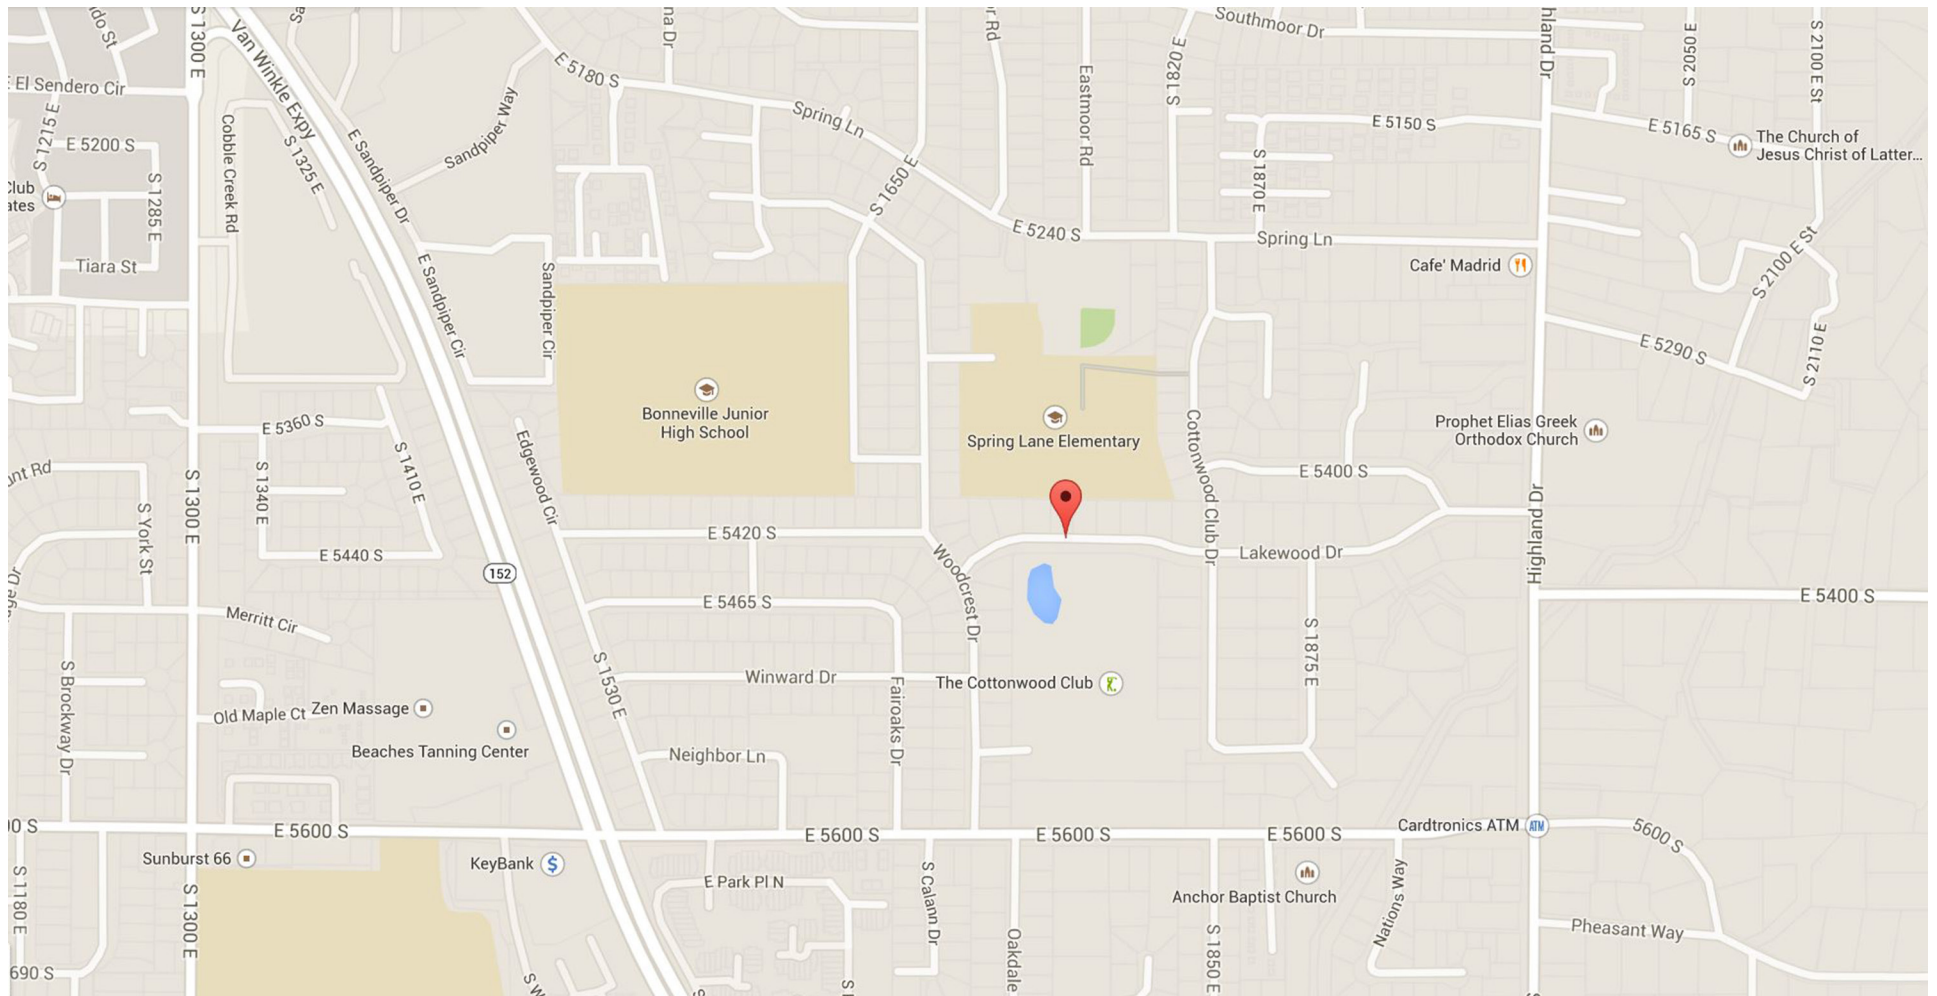 S 1300 E
Van Winkle Expy
E 5180 S
Southmoor Dr
S 2050 E
S 2100 E St
El Sendero Cir
S 1215 E
E 5200 S
S 1285 E
Tiara St
Cobble Creek Rd
S 1325 E
E Sandpiper Dr
Sandpiper Way
Spring Ln
S 1650 E
Eastmoor Rd
S 1820 E
E 5150 S
S 1870 E
E 5165 S
The Church of
Jesus Christ of Latter...
E 5240 S
Spring Ln
Cafe' Madrid
S 2100 E St
E Sandpiper Cir
Sandpiper Cir
E 5290 S
S 2110 E
Bonneville Junior
High School
Spring Lane Elementary
Prophet Elias Greek
Orthodox Church
E 5360 S
S 1340 E
S 1410 E
Edgewood Cir
Cottonwood Club Dr
E 5400 S
S 1300 E
S York St
Highland Dr
E 5440 S
E 5420 S
Woodcrest Dr
Lakewood Dr
152
E 5465 S
E 5400 S
Merritt Cir
S 1875 E
S Brockway Dr
S 1530 E
Winward Dr
Fairoaks Dr
The Cottonwood Club
Old Maple Ct
Zen Massage
Beaches Tanning Center
Neighbor Ln
E 5600 S
E 5600 S
E 5600 S
E 5600 S
Cardtronics ATM
ATM
5600 S
Sunburst 66
KeyBank
$
S 1180 E
S 1300 E
E Park Pl N
S Calann Dr
Oakdale
Anchor Baptist Church
S 1850 E
Nations Way
Pheasant Way
690 S